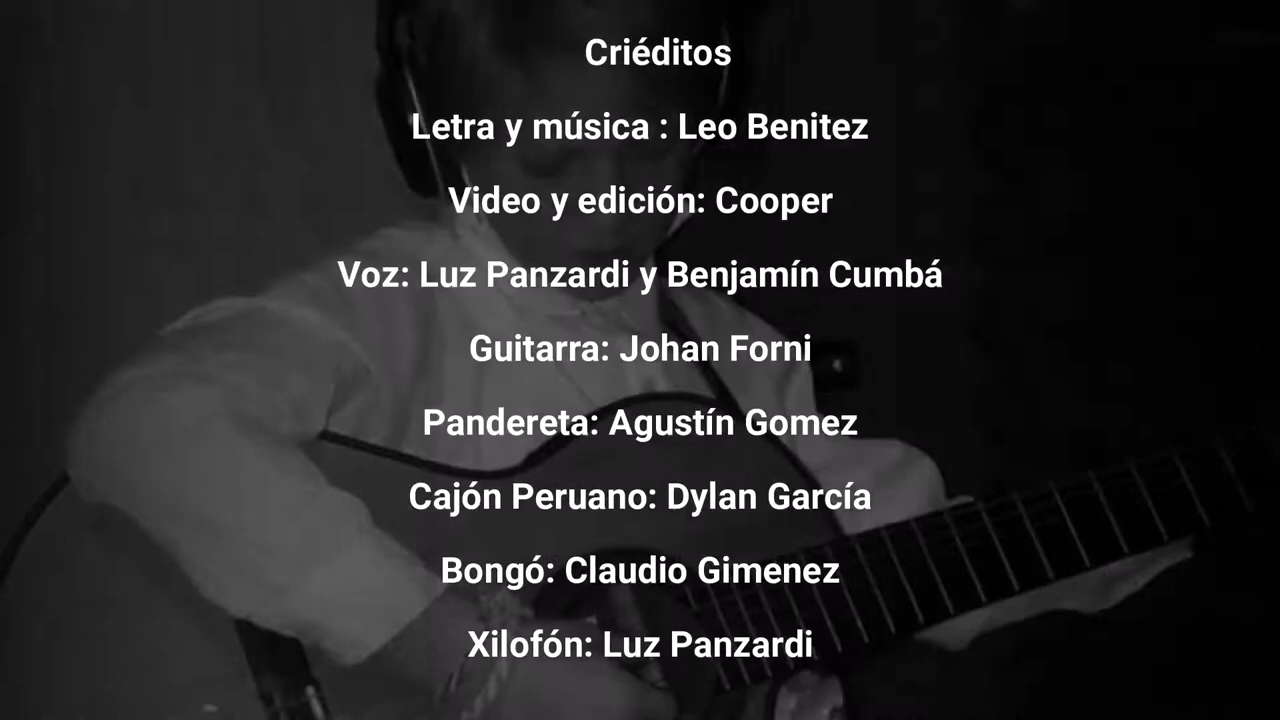 Criéditos
Letra y música : Leo Benitez
Video y edición: Cooper
Voz: Luz Panzardi y Benjamín Cumbá
Guitarra: Johan Forni
Pandereta: Agustín Gomez
Cajón Peruano: Dylan García
Bongó: Claudio Gimenez
Xilofón: Luz Panzardi